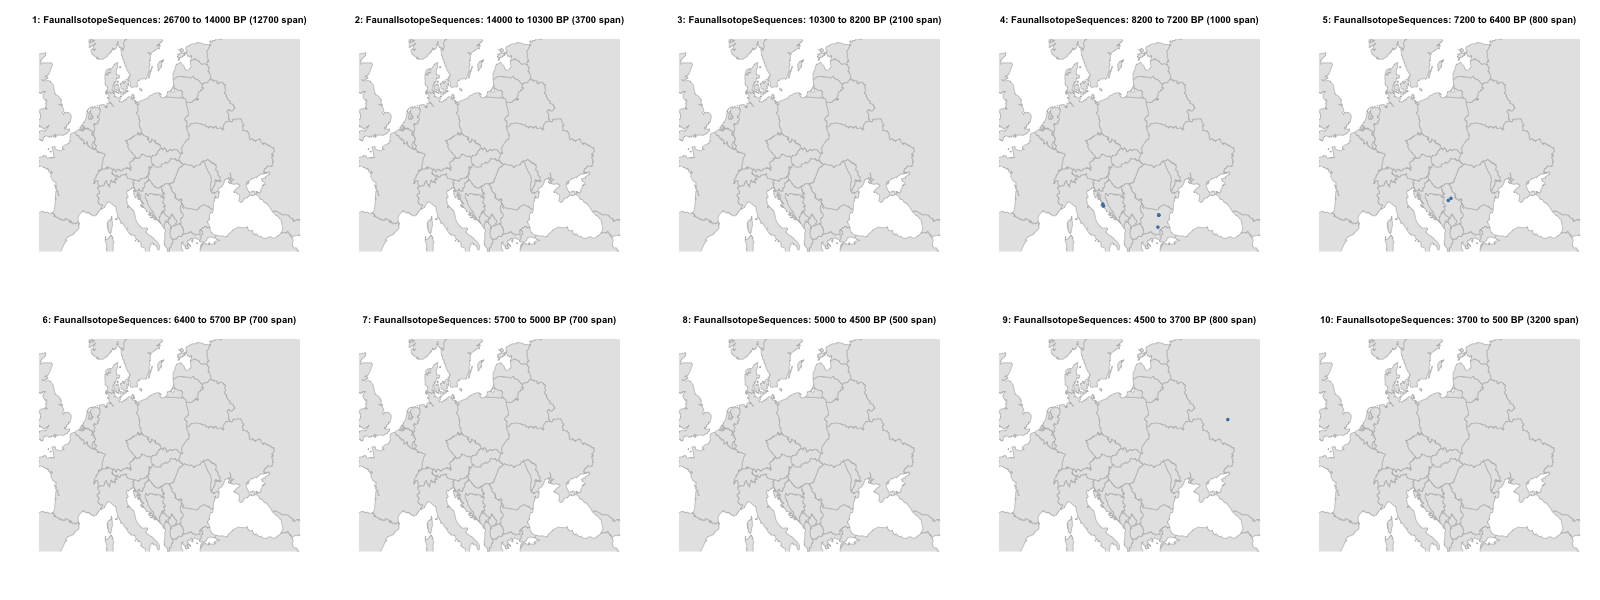 1: FaunalIsotopeSequences: 26700 to 14000 BP (12700 span)
2: FaunalIsotopeSequences: 14000 to 10300 BP (3700 span)
3: FaunalIsotopeSequences: 10300 to 8200 BP (2100 span)
4: FaunalIsotopeSequences: 8200 to 7200 BP (1000 span)
5: FaunalIsotopeSequences: 7200 to 6400 BP (800 span)
6: FaunalIsotopeSequences: 6400 to 5700 BP (700 span)
7: FaunalIsotopeSequences: 5700 to 5000 BP (700 span)
8: FaunalIsotopeSequences: 5000 to 4500 BP (500 span)
9: FaunalIsotopeSequences: 4500 to 3700 BP (800 span)
10: FaunalIsotopeSequences: 3700 to 500 BP (3200 span)